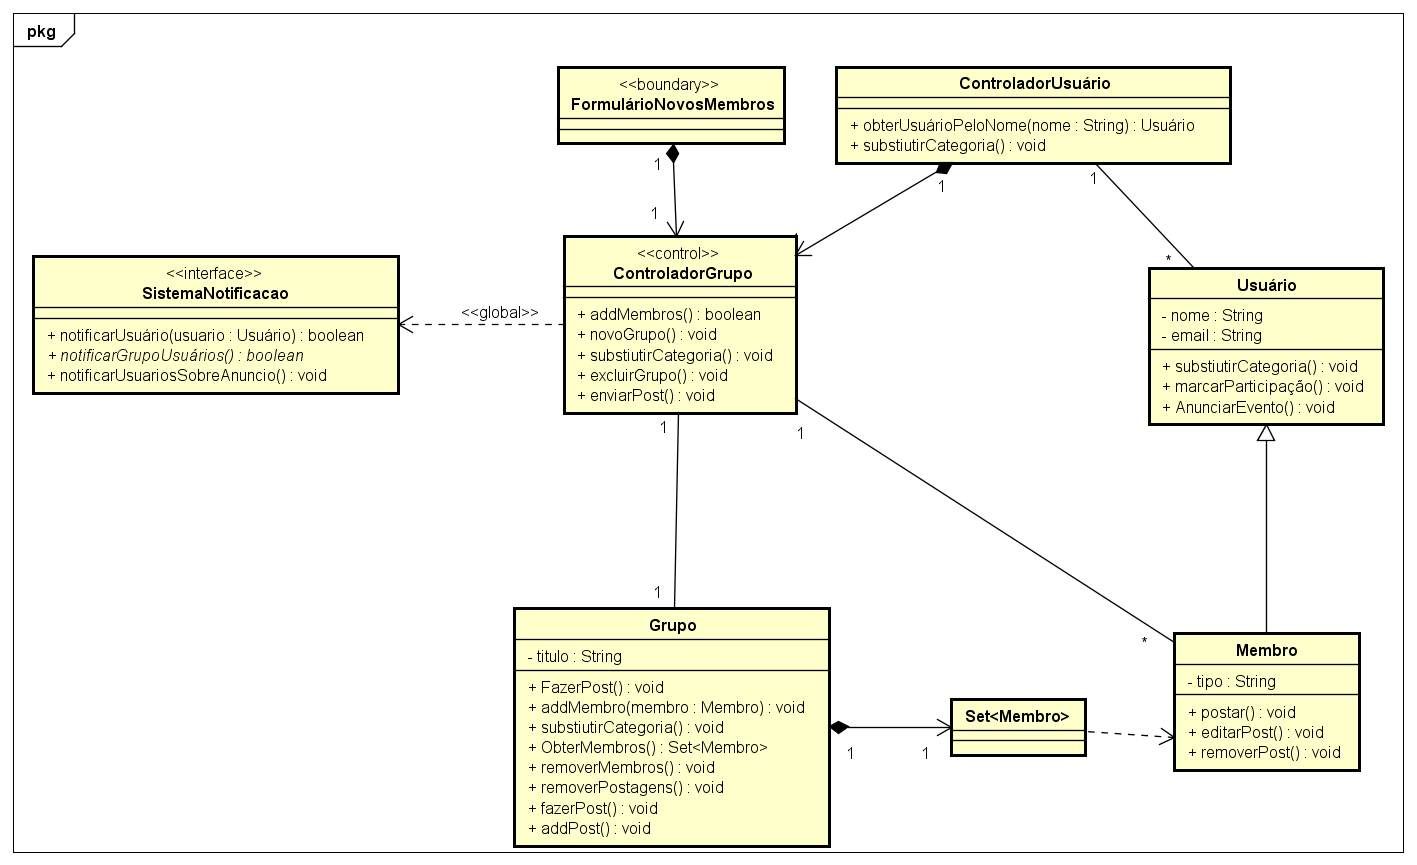 pkg
<<boundary>>
FormulárioNovosMembros
1
1
ControladorUsuário
+ obterUsuárioPeloNome(nome : String) : Usuário
+ substiutirCategoria() : void
1
1
*
<<interface>>
SistemaNotificacao
+ notificarUsuário(usuario : Usuário) : boolean
+ notificarGrupoUsuários() : boolean
+ notificarUsuariosSobreAnuncio() : void
<<global>>
<<control>>
ControladorGrupo
+ addMembros() : boolean
+ novoGrupo() : void
+ substiutirCategoria() : void
+ excluirGrupo() : void
+ enviarPost() : void
1
1
Usuário
- nome : String
- email : String
+ substiutirCategoria() : void
+ marcarParticipação() : void
+ AnunciarEvento() : void
1
*
Grupo
- titulo : String
+ FazerPost() : void
+ addMembro(membro : Membro) : void
+ substiutirCategoria() : void
+ ObterMembros() : Set<Membro>
+ removerMembros() : void
+ removerPostagens() : void
+ fazerPost() : void
+ addPost() : void
1
1
Set<Membro>
Membro
- tipo : String
+ postar() : void
+ editarPost() : void
+ removerPost() : void